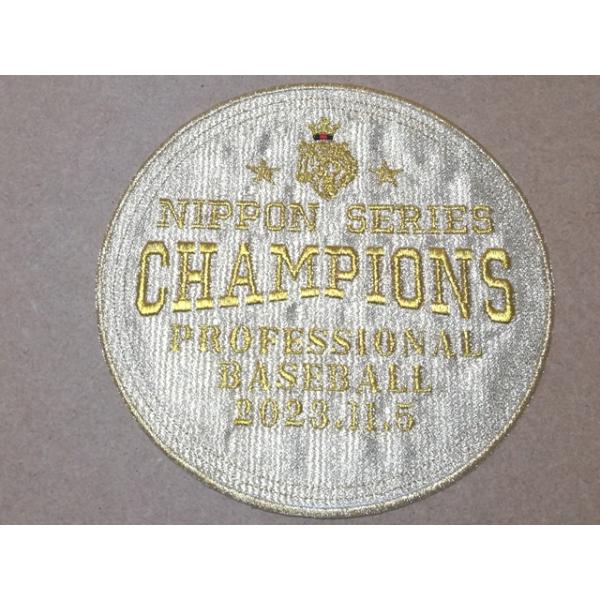 NIPPON SERIES
CHAMPIONS
PROFESSIONAL
BASEBALL
2023.11.5